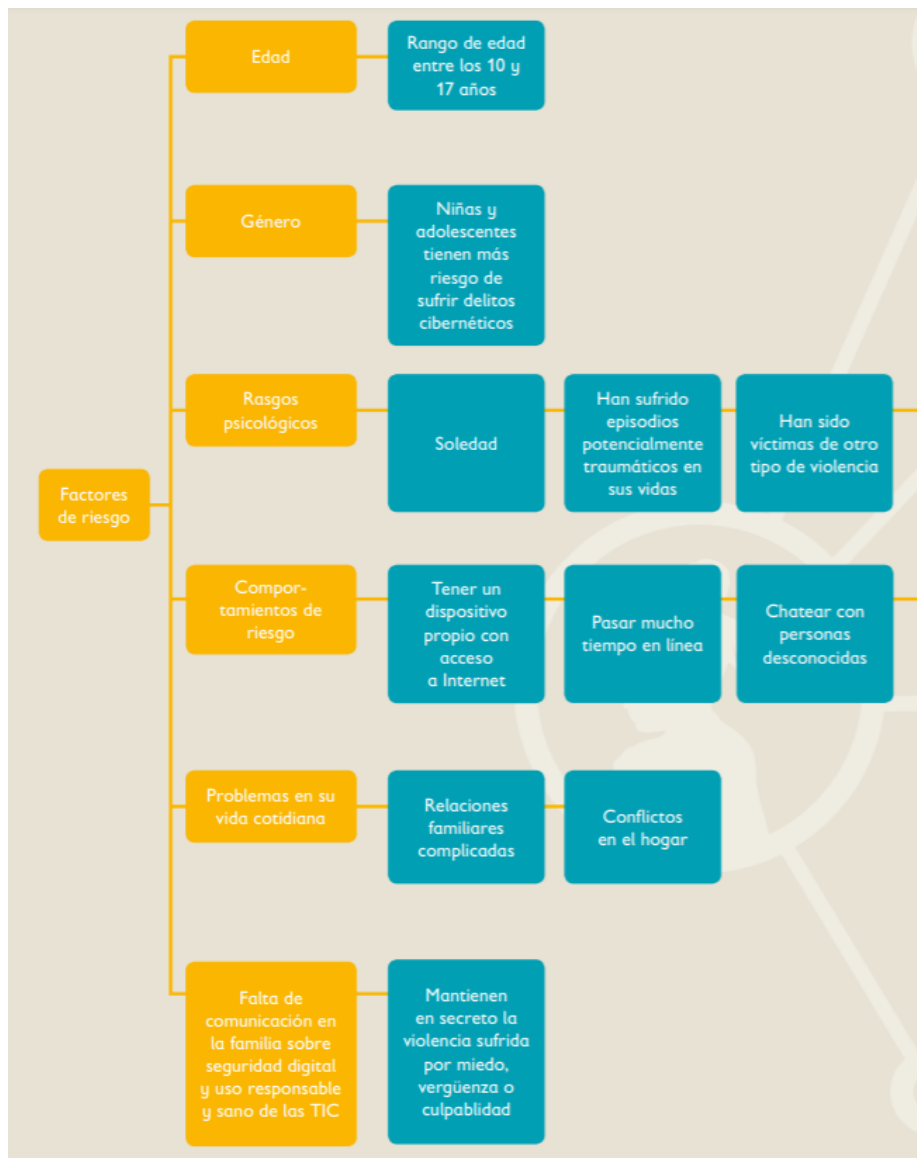 Edad
Rango de edad
entre los 10 y
17 años
Género
Niñas y
adolescentes
tienen más
riesgo de
sufrir delitos
cibernéticos
Rasgos
psicológicos
Soledad
Han sufrido
episodios
potencialmente
traumáticos en
sus vidas
Han sido
víctimas de otro
tipo de violencia
Factores
de riesgo
Compor-
tamientos de
riesgo
Tener un
dispositivo
propio con
acceso
a Internet
Pasar mucho
tiempo en línea
Chatear con
personas
desconocidas
Problemas en su
vida cotidiana
Relaciones
familiares
complicadas
Conflictos
en el hogar
Falta de
comunicación en
la familia sobre
seguridad digital
y uso responsable
y sano de las TIC
Mantienen
en secreto la
violencia sufrida
por miedo,
vergüenza o
culpablidad